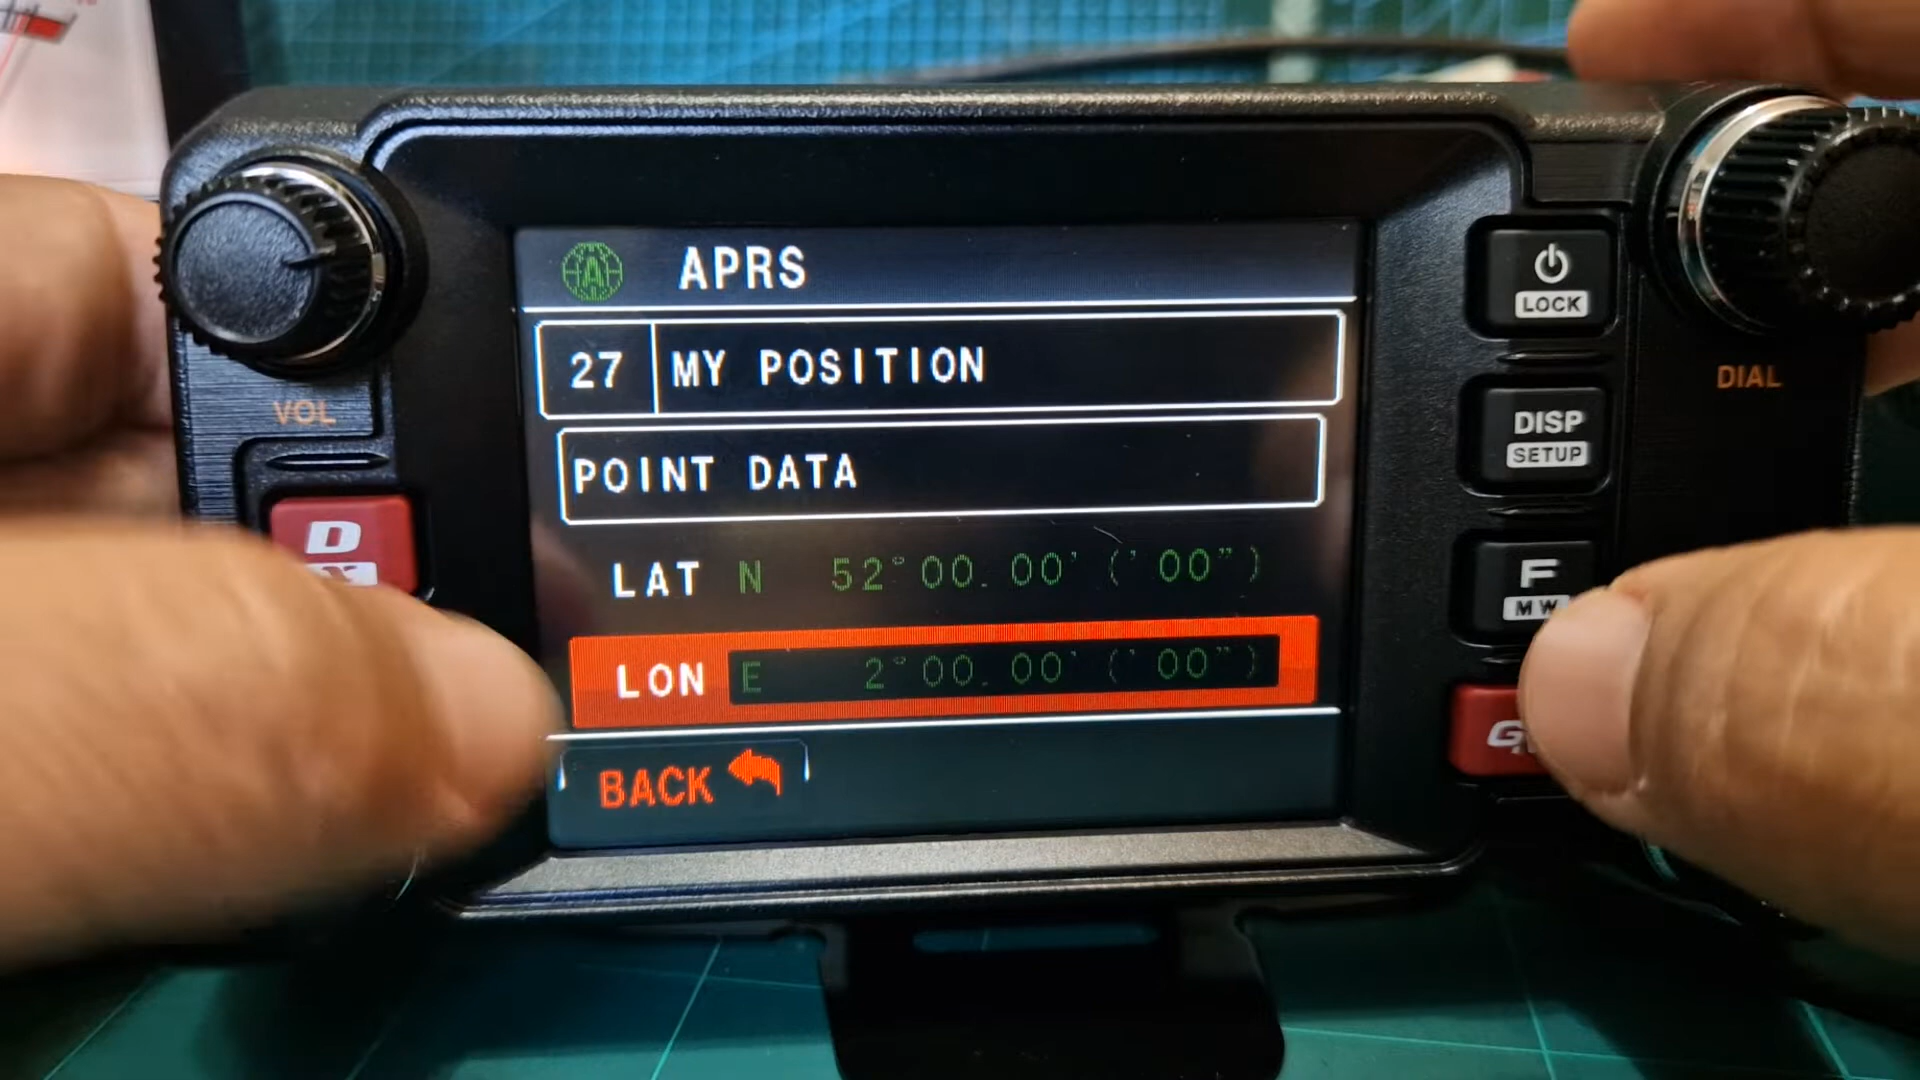 APRS
27 MY POSITION
POINT DATA
LAT N 52°00.00' ('00")
LON E 2°00.00' ('00")
BACK
VOL
D
LOCK
DISP
SETUP
F
MW
DIAL